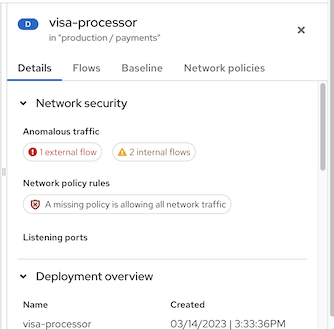 D
visa-processor
in "production / payments"
Details Flows Baseline Network policies
Network security
Anomalous traffic
1 external flow 2 internal flows
Network policy rules
A missing policy is allowing all network traffic
Listening ports
Deployment overview
Name Created
visa-processor 03/14/2023 | 3:33:36PM